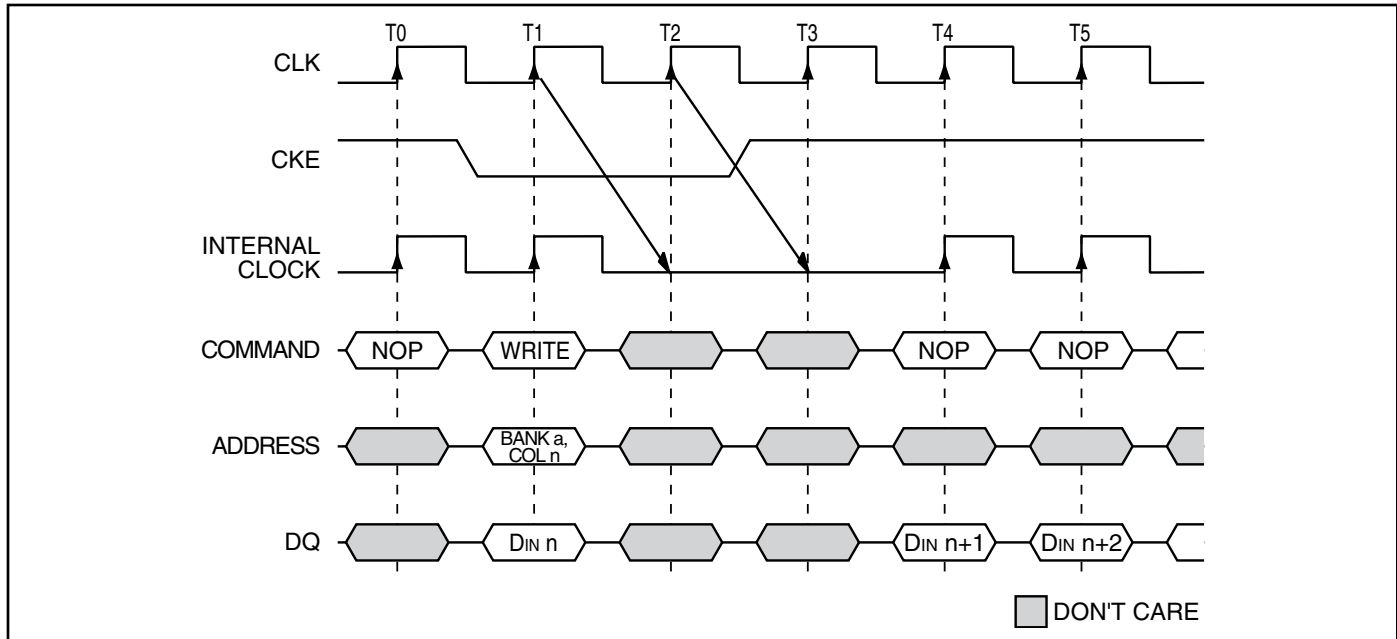 T0 T1 T2 T3 T4 T5
CLK
CKE
INTERNAL
CLOCK
COMMAND NOP WRITE NOP NOP
ADDRESS BANK a,
COL n
DQ DIN n DIN n+1 DIN n+2
DON'T CARE